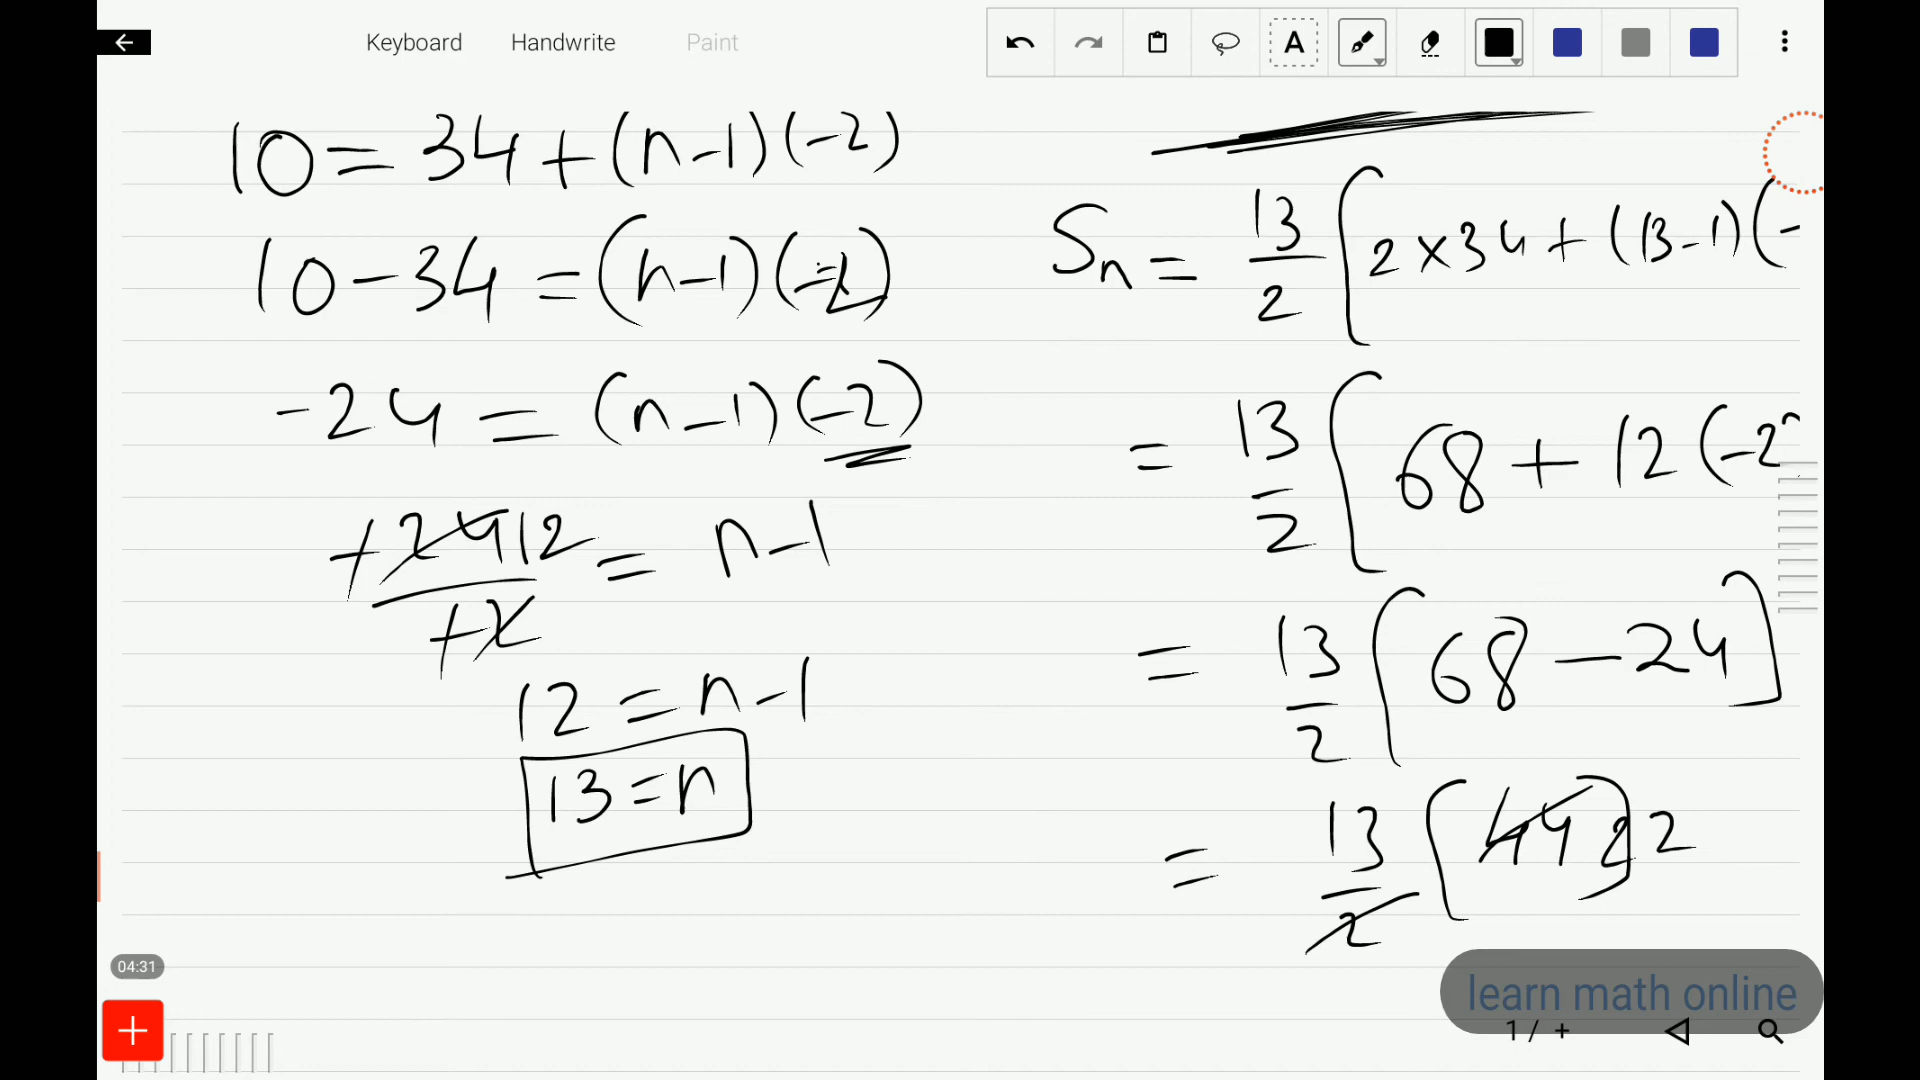 Keyboard Handwrite Paint A
10 = 34 + (n-1)(-2)
10 - 34 = (n-1)(-2)
-24 = (n-1)(-2)
+24 12 = n-1
+2
12 = n-1
13 = n
Sn = 13/2 [2×34 + (13-1)(-
= 13/2 [68 + 12(-2)
= 13/2 [68 - 24]
= 13/2 [44] 22
04:31
learn math online
1 / +